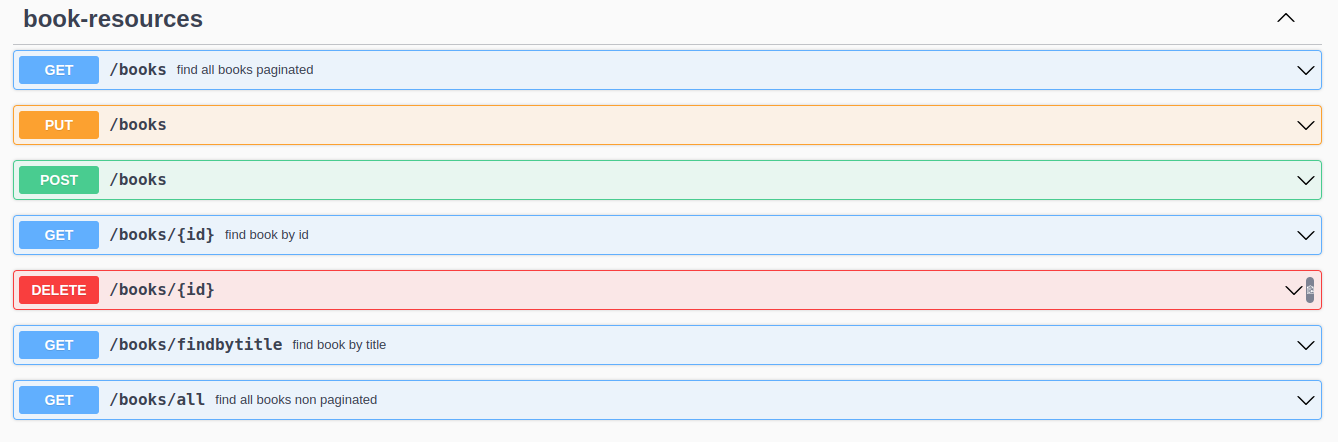 book-resources
GET /books find all books paginated
PUT /books
POST /books
GET /books/{id} find book by id
DELETE /books/{id}
GET /books/findbytitle find book by title
GET /books/all find all books non paginated